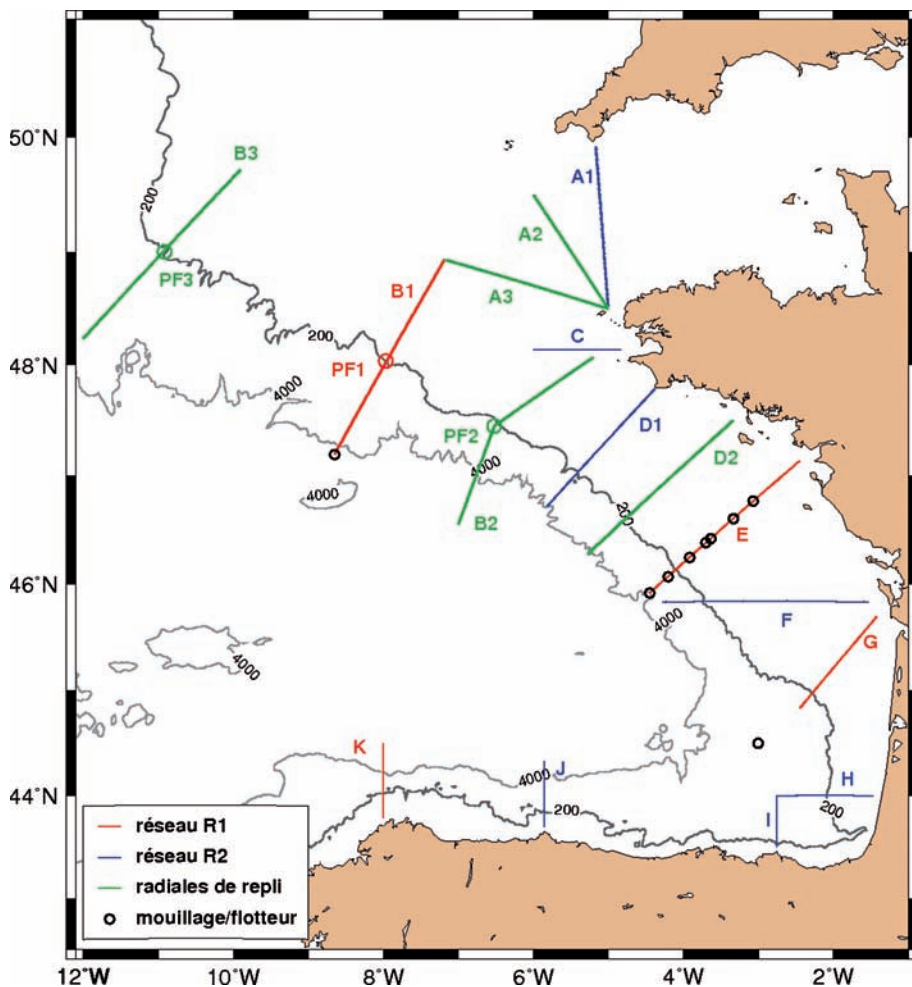 50°N
B3
200
A1
A2
PF3
B1
A3
200
C
48°N
PF1
4000
PF2
D1
4000
4000
D2
B2
200
E
46°N
4000
F
G
4000
K
4000
J
H
44°N
200
200
I
réseau R1
réseau R2
radiales de repli
mouillage/flotteur
12°W
10°W
8°W
6°W
4°W
2°W